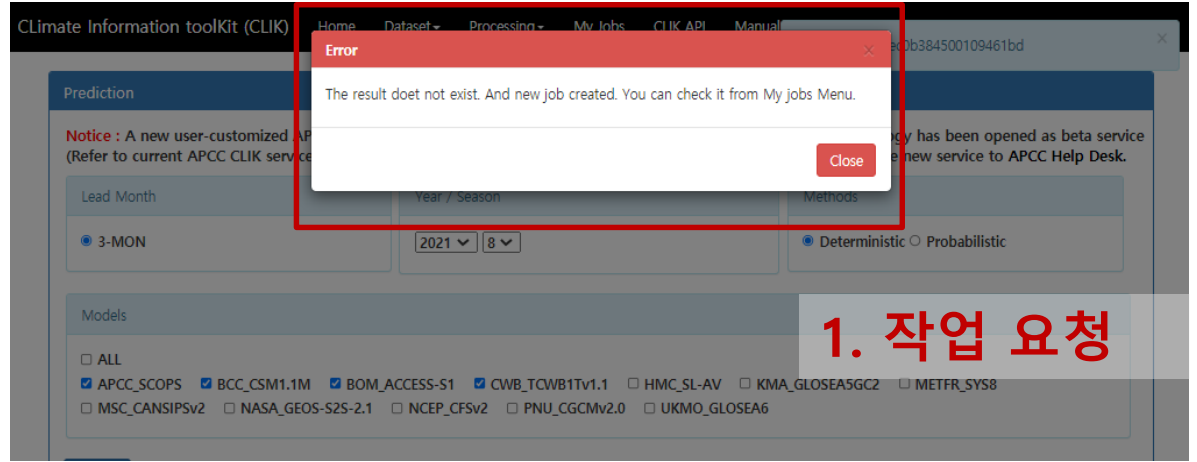 CLimate Information toolKit (CLIK) Home Dataset Processing My Jobs CLIK API Manual
Error ×
0b384500109461bd ×
The result doet not exist. And new job created. You can check it from My jobs Menu.
Close
Prediction
Notice : A new user-customized has been opened as beta service
(Refer to current APCC CLIK new service to APCC Help Desk.
Lead Month Year / Season Methods
3-MON 2021 8 Deterministic Probabilistic
Models
1. 작업 요청
ALL
APCC_SCOPS BCC_CSM1.1M BOM_ACCESS-S1 CWB_TCWB1Tv1.1 HMC_SL-AV KMA_GLOSEA5GC2 METFR_SYS8
MSC_CANSIPSv2 NASA_GEOS-S2S-2.1 NCEP_CFSv2 PNU_CGCMv2.0 UKMO_GLOSEA6